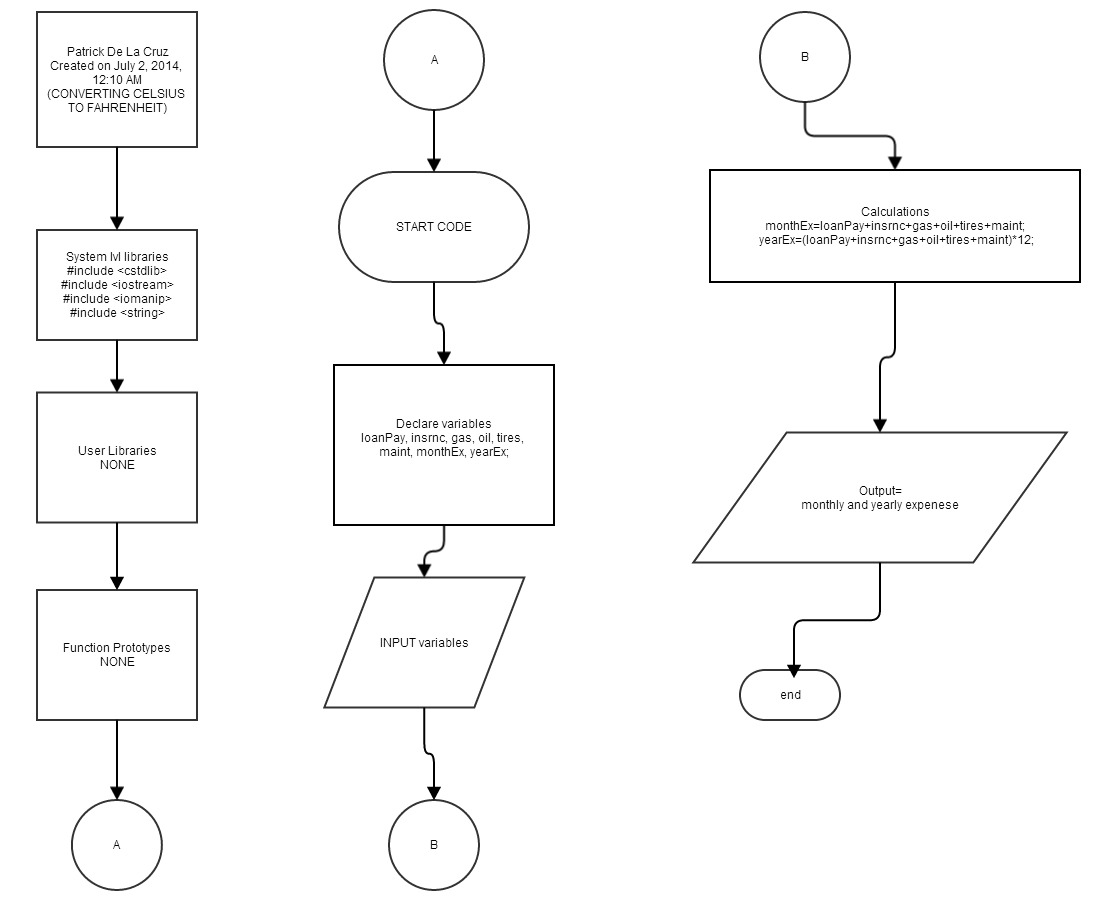 Patrick De La Cruz
Created on July 2, 2014,
12:10 AM
(CONVERTING CELSIUS
TO FAHRENHEIT)
System lvl libraries
#include <cstdlib>
#include <iostream>
#include <iomanip>
#include <string>
User Libraries
NONE
Function Prototypes
NONE
A
A
START CODE
Declare variables
loanPay, insrnc, gas, oil, tires,
maint, monthEx, yearEx;
INPUT variables
B
B
Calculations
monthEx=loanPay+insrnc+gas+oil+tires+maint;
yearEx=(loanPay+insrnc+gas+oil+tires+maint)*12;
Output=
monthly and yearly expenese
end